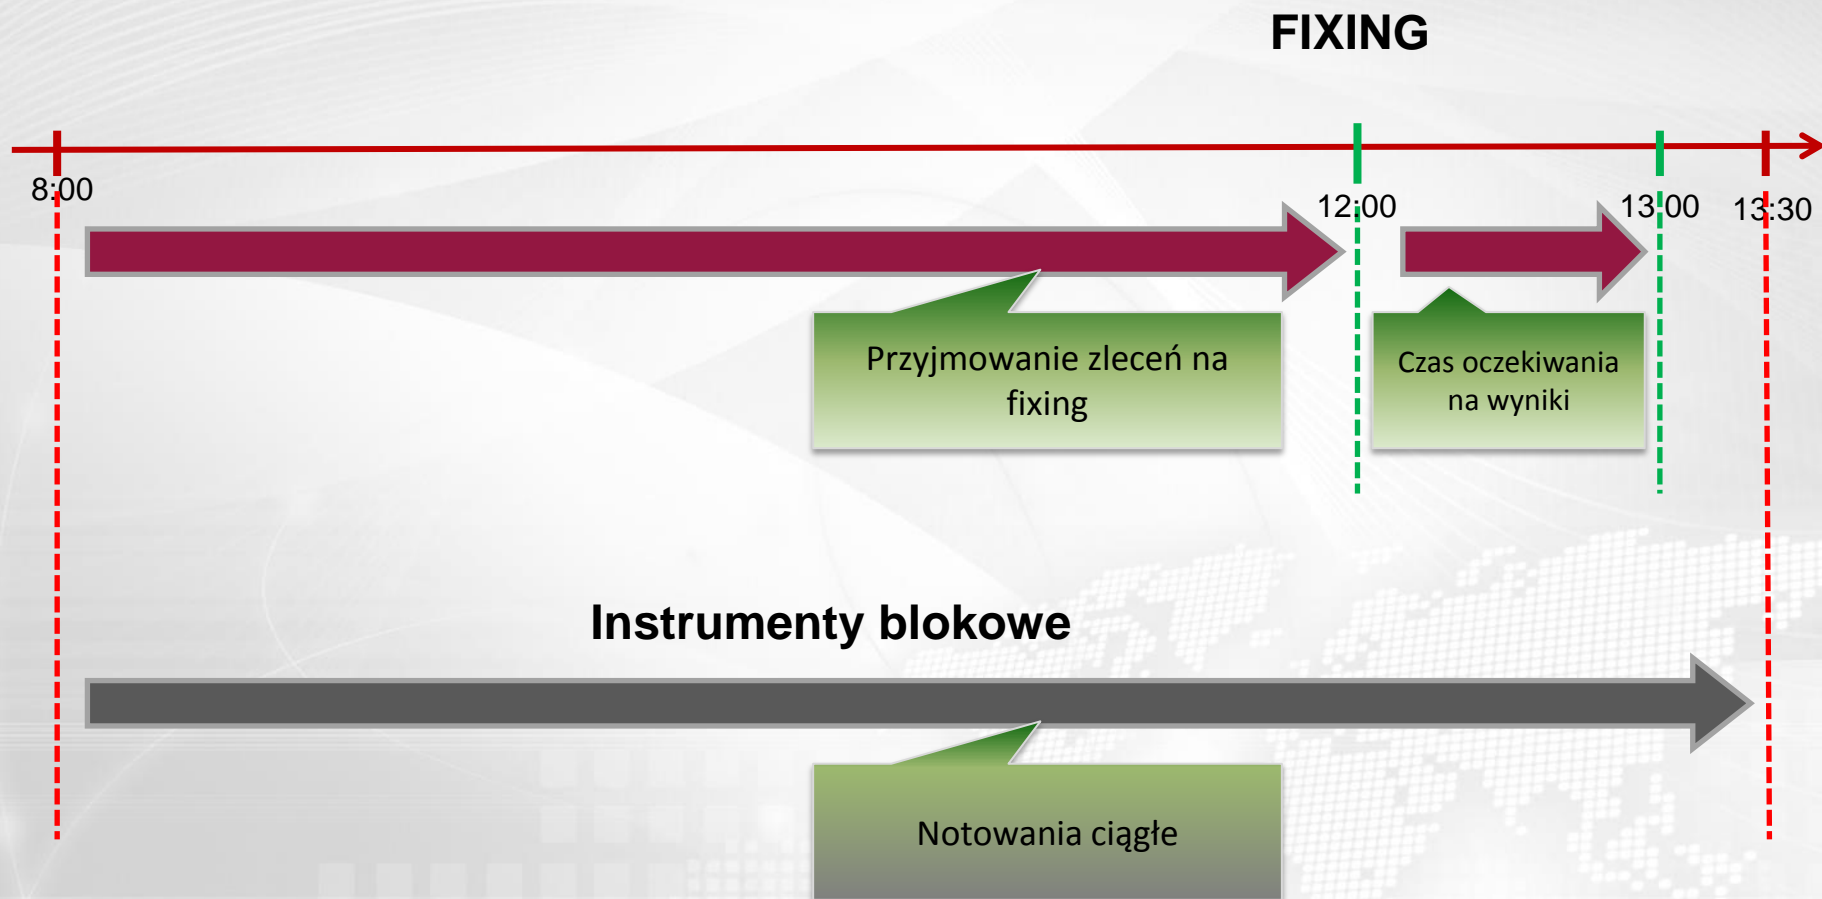 FIXING
8:00
12:00
13:00
13:30
Przyjmowanie zleceń na
fixing
Czas oczekiwania
na wyniki
Instrumenty blokowe
Notowania ciągłe